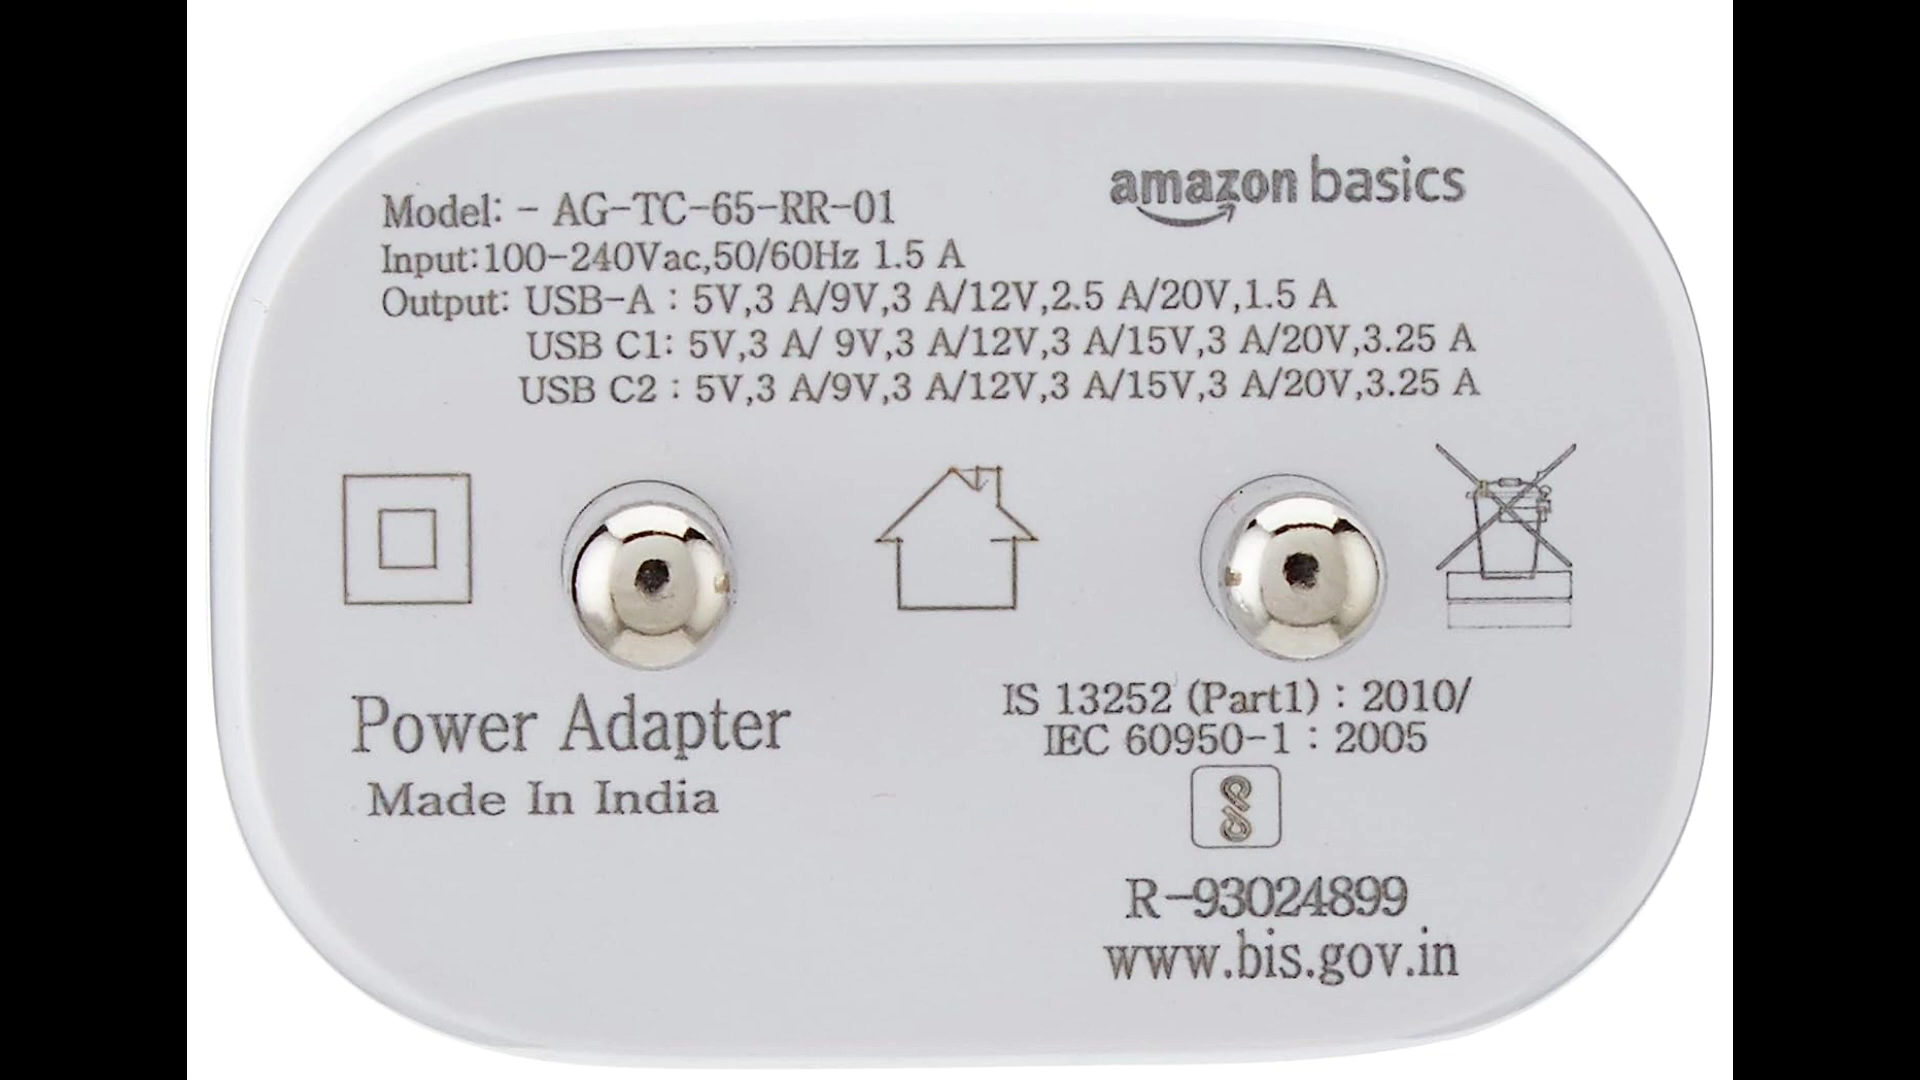 amazon basics
Model: - AG-TC-65-RR-01
Input:100-240Vac,50/60Hz 1.5 A
Output: USB-A : 5V,3 A/9V,3 A/12V,2.5 A/20V,1.5 A
USB C1: 5V,3 A/ 9V,3 A/12V,3 A/15V,3 A/20V,3.25 A
USB C2 : 5V,3 A/9V,3 A/12V,3 A/15V,3 A/20V,3.25 A
Power Adapter
Made In India
IS 13252 (Part1) : 2010/
IEC 60950-1 : 2005
R-93024899
www.bis.gov.in